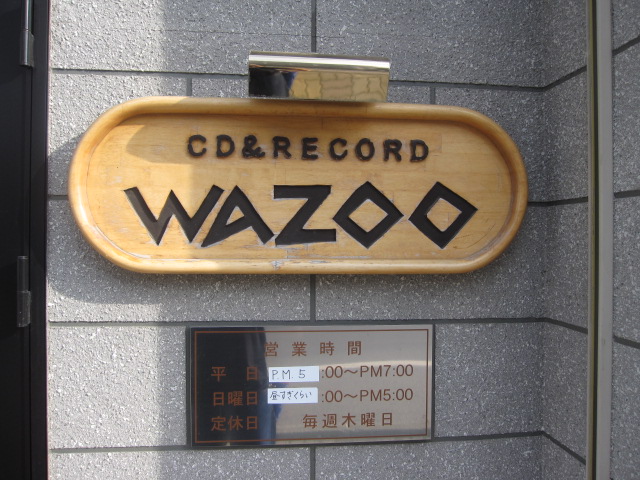 CD&RECORD
WAZOO
営業時間
平日 P.M. 5 :00〜PM7:00
日曜日 昼すぎくらい :00〜PM5:00
定休日 毎週木曜日